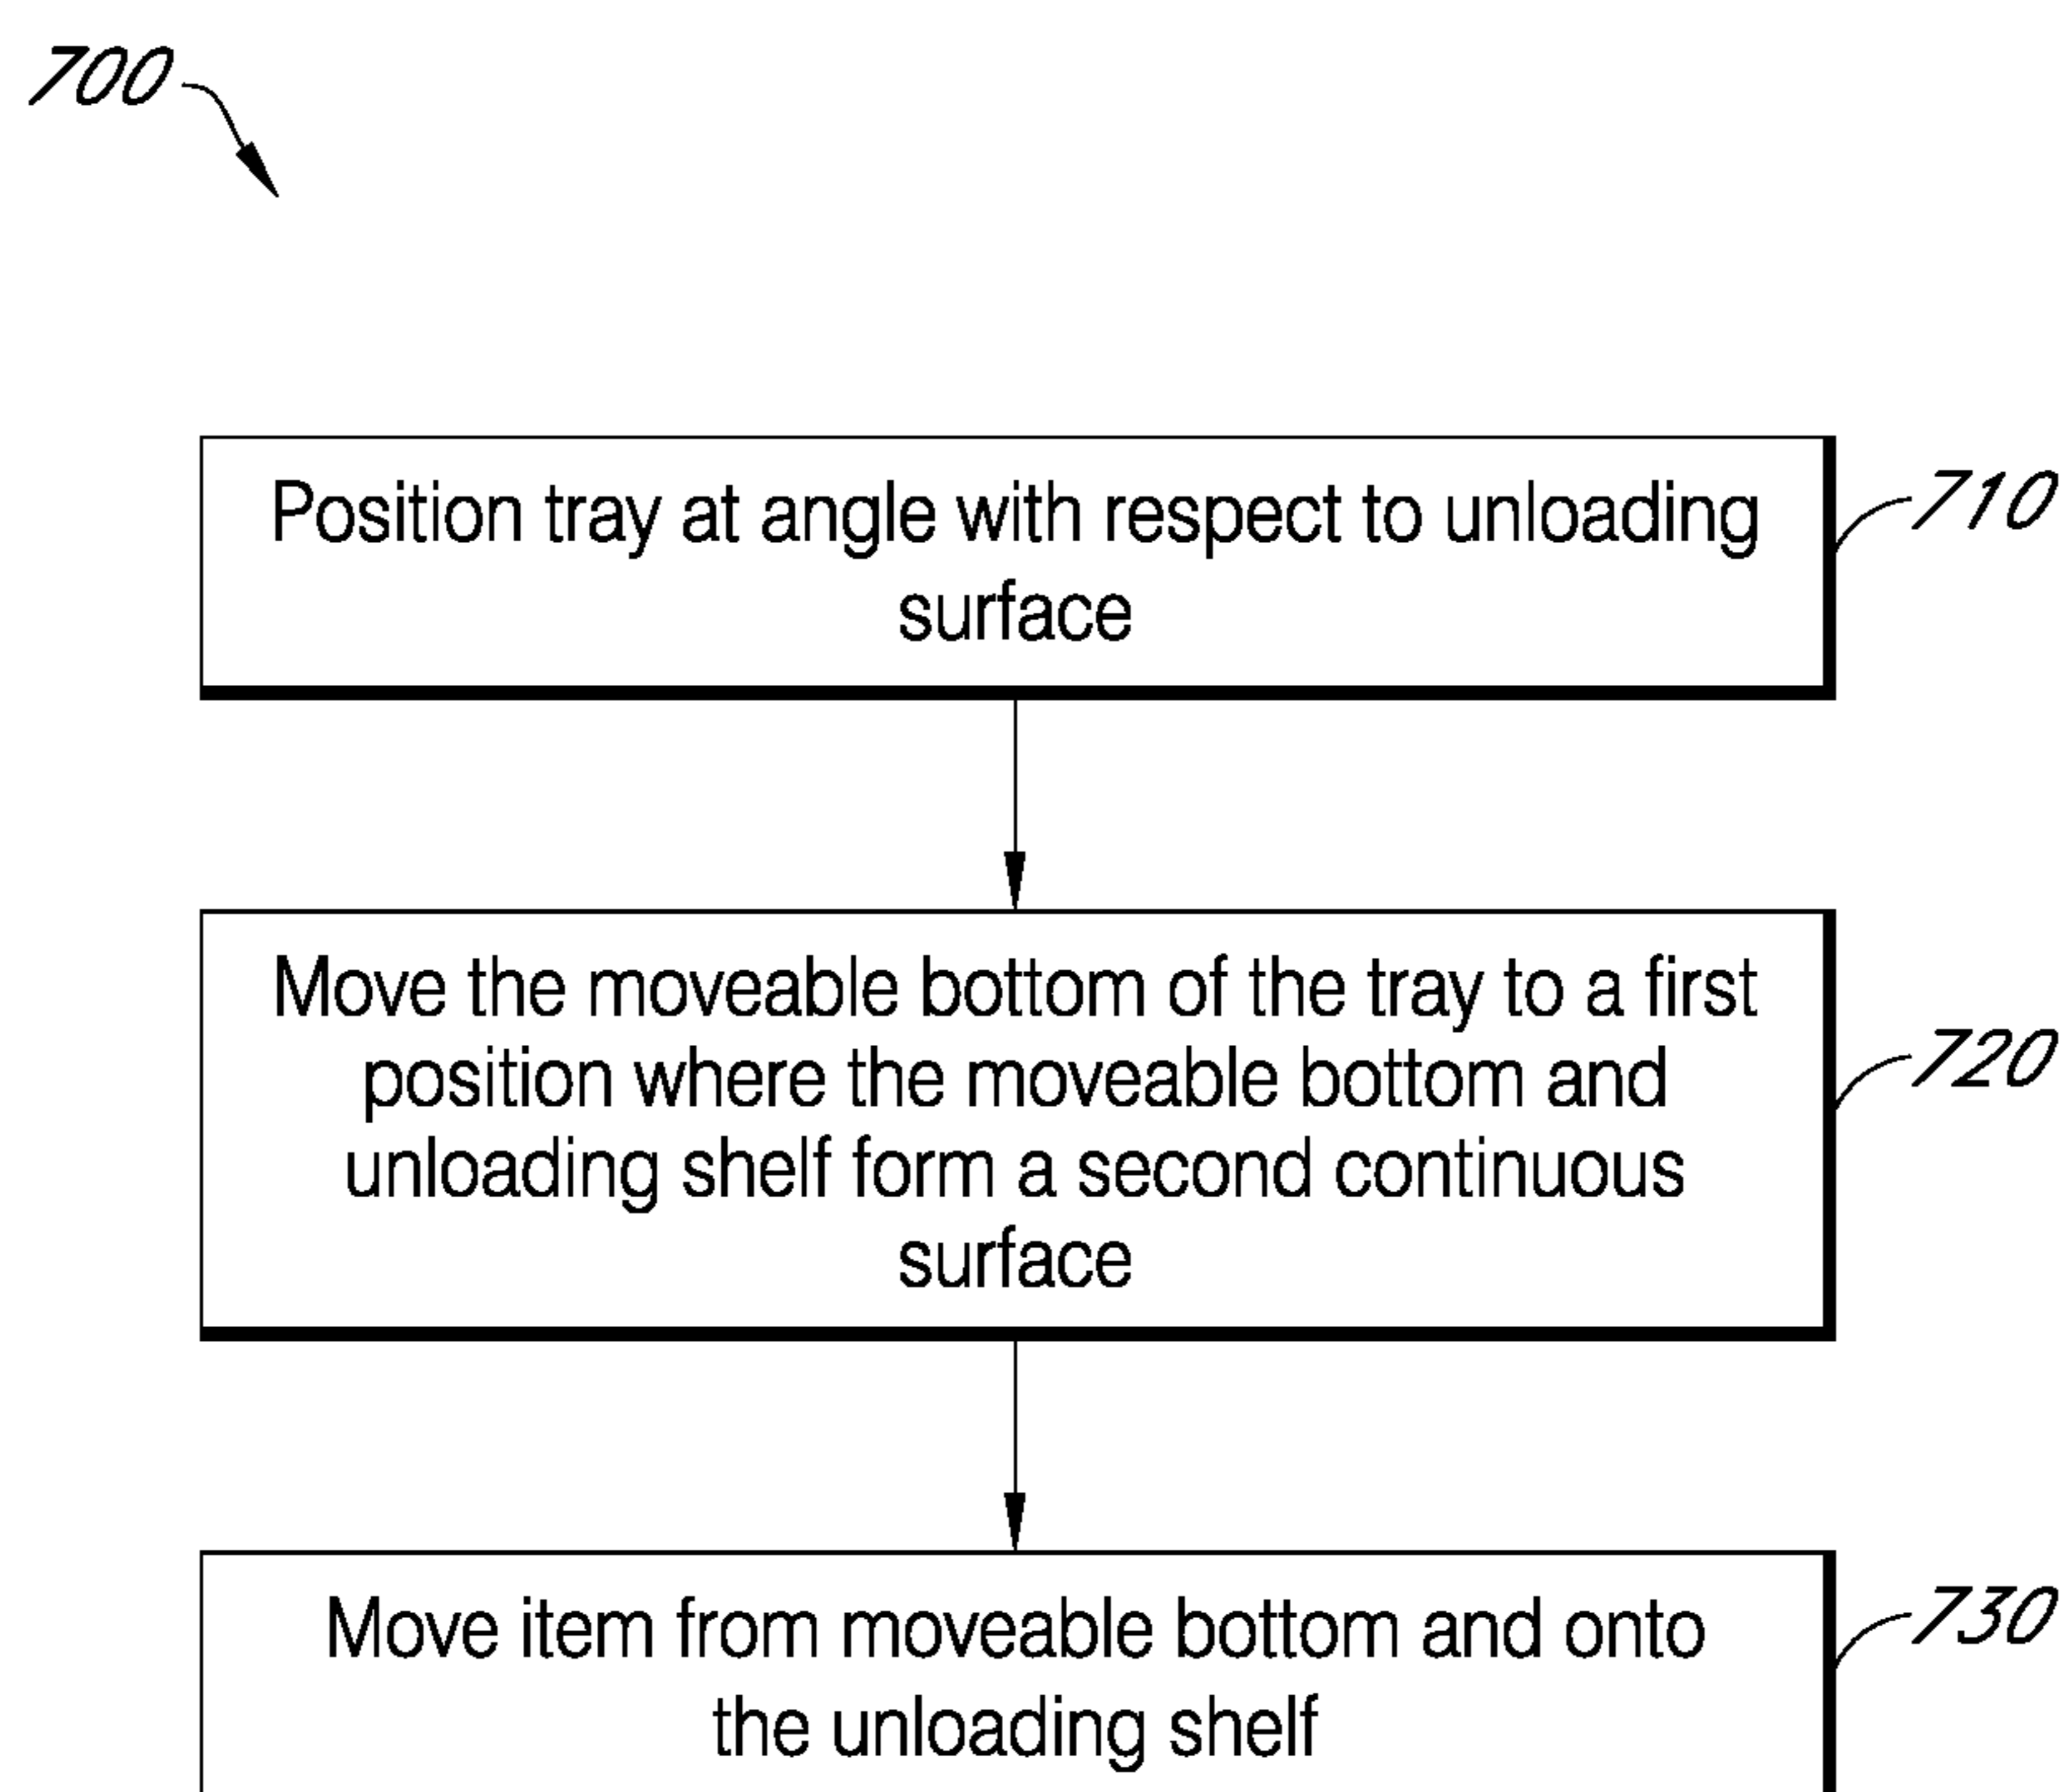 700
Position tray at angle with respect to unloading
surface
710
Move the moveable bottom of the tray to a first
position where the moveable bottom and
unloading shelf form a second continuous
surface
720
Move item from moveable bottom and onto
the unloading shelf
730